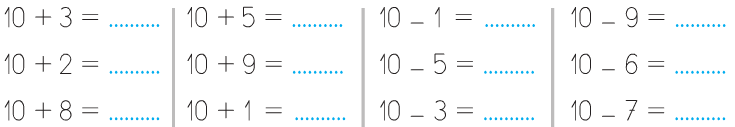 10 + 3 = .......... 10 + 5 = .......... 10 – 1 = .......... 10 – 9 = ..........
10 + 2 = .......... 10 + 9 = .......... 10 – 5 = .......... 10 – 6 = ..........
10 + 8 = .......... 10 + 1 = .......... 10 – 3 = .......... 10 – 7 = ..........